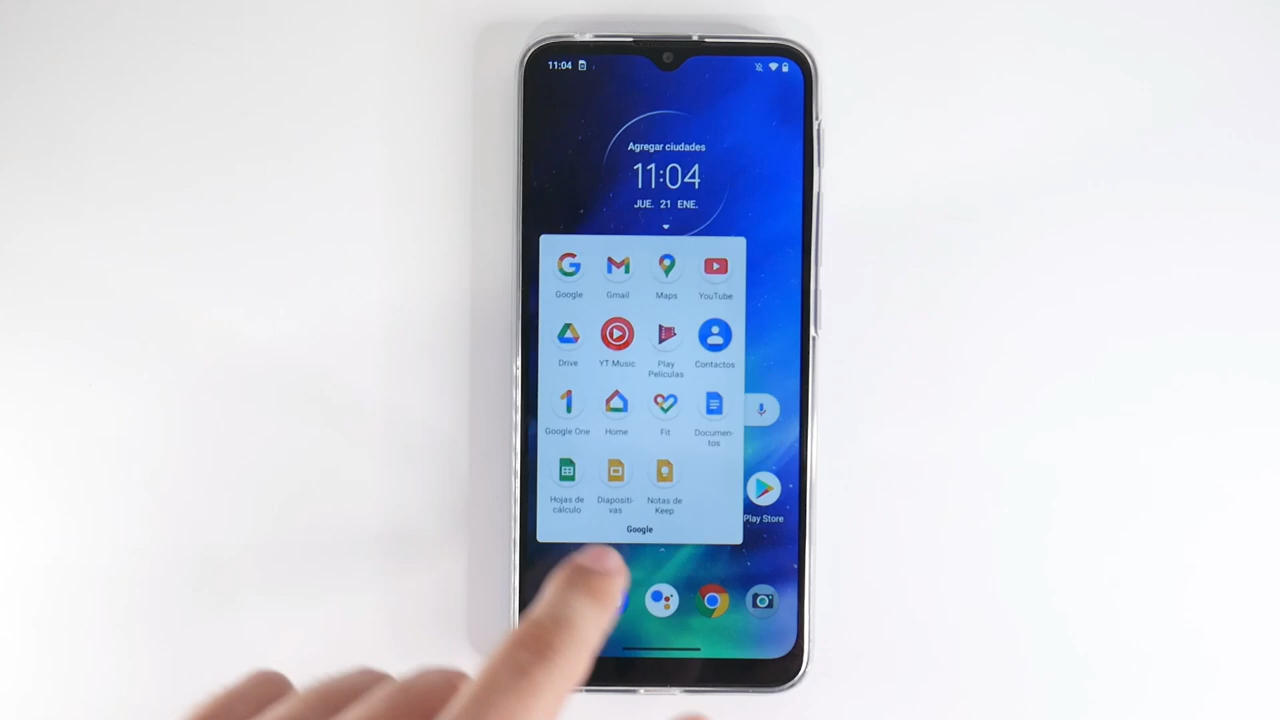 11:04
Agregar ciudades
11:04
JUE. 21 ENE.
Google
Gmail
Maps
YouTube
Drive
YT Music
Play
Películas
Contactos
Google One
Home
Fit
Documen-
tos
Hojas de
cálculo
Diapositi-
vas
Notas de
Keep
Google
Play Store